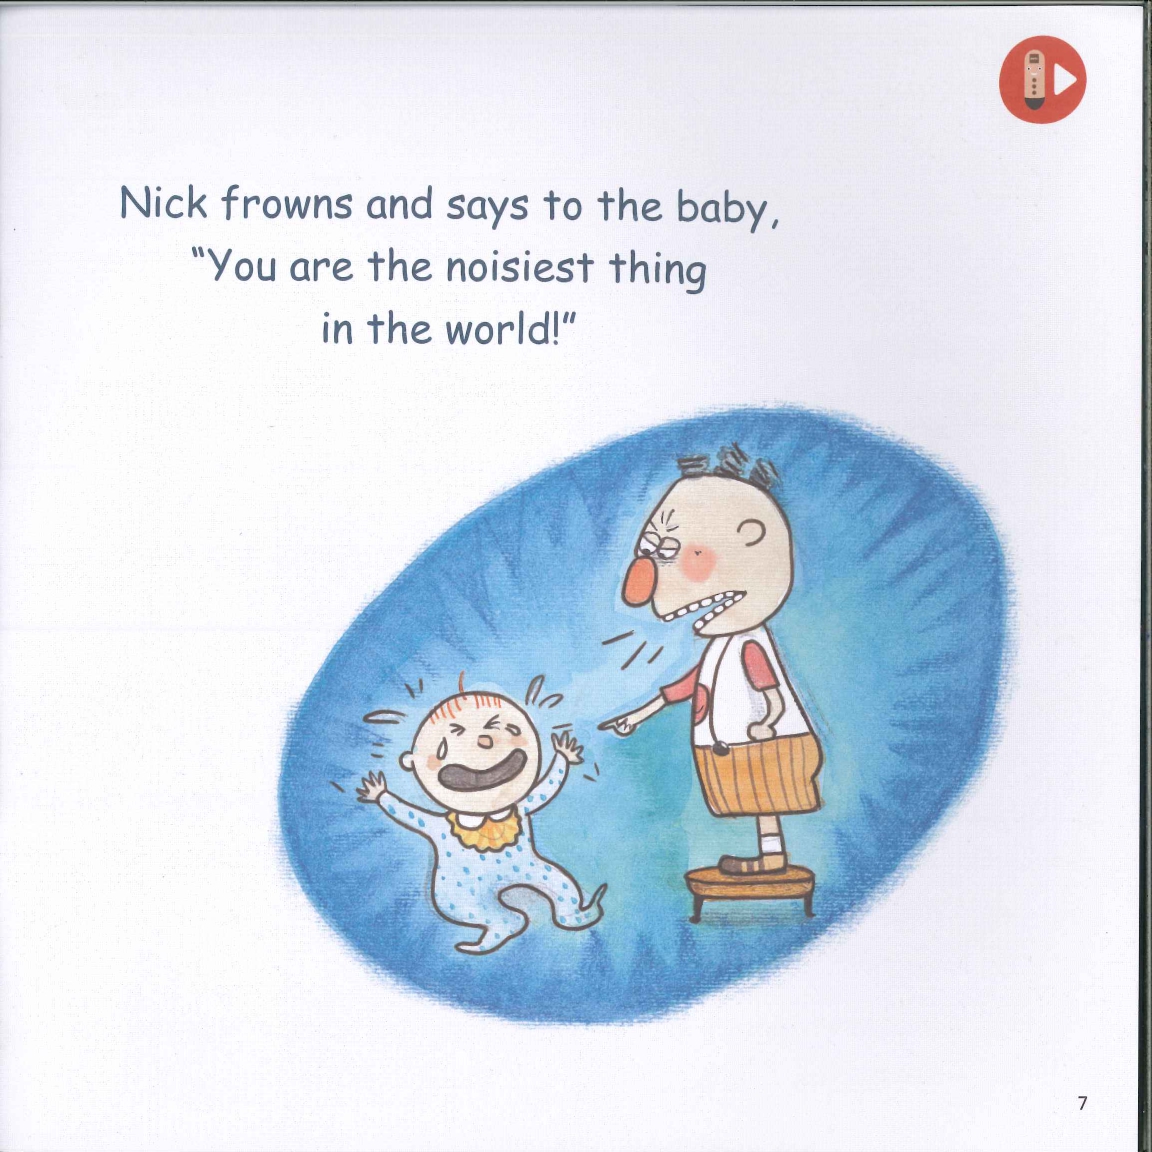 Nick frowns and says to the baby,
“You are the noisiest thing
in the world!”
7